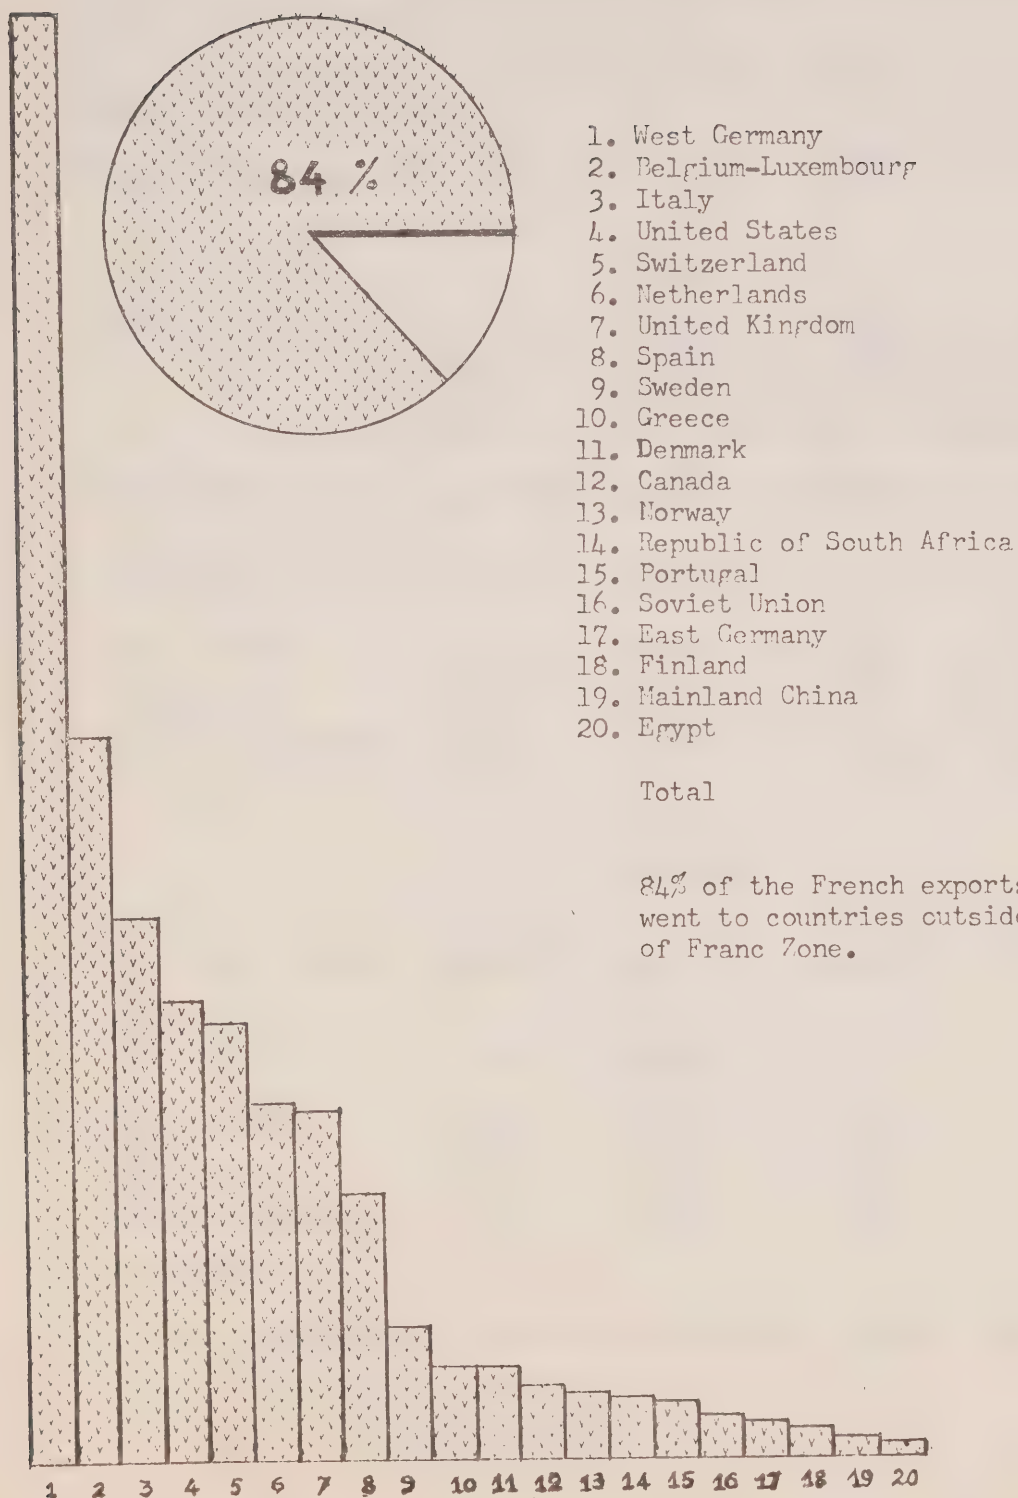 84 %
1. West Germany
2. Belgium-Luxembourg
3. Italy
4. United States
5. Switzerland
6. Netherlands
7. United Kingdom
8. Spain
9. Sweden
10. Greece
11. Denmark
12. Canada
13. Norway
14. Republic of South Africa
15. Portugal
16. Soviet Union
17. East Germany
18. Finland
19. Mainland China
20. Egypt
Total
84% of the French exports
went to countries outside
of Franc Zone.
1 2 3 4 5 6 7 8 9 10 11 12 13 14 15 16 17 18 19 20